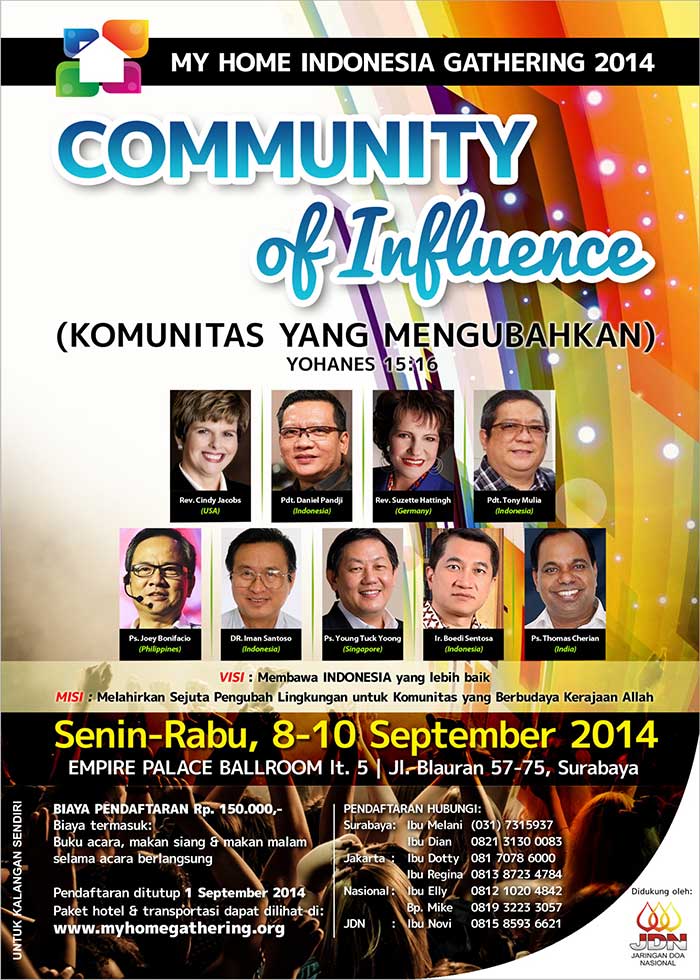 MY HOME INDONESIA GATHERING 2014
COMMUNITY
of Influence
(KOMUNITAS YANG MENGUBAHKAN)
YOHANES 15:16
Rev. Cindy Jacobs
(USA)
Pdt. Daniel Pandji
(Indonesia)
Rev. Suzette Hattingh
(Germany)
Pdt. Tony Mulia
(Indonesia)
Ps. Joey Bonifacio
(Philippines)
DR. Iman Santoso
(Indonesia)
Ps. Young Tuck Yoong
(Singapore)
Ir. Boedi Sentosa
(Indonesia)
Ps. Thomas Cherian
(India)
VISI : Membawa INDONESIA yang lebih baik
MISI : Melahirkan Sejuta Pengubah Lingkungan untuk Komunitas yang Berbudaya Kerajaan Allah
Senin-Rabu, 8-10 September 2014
EMPIRE PALACE BALLROOM lt. 5 | Jl. Blauran 57-75, Surabaya
UNTUK KALANGAN SENDIRI
BIAYA PENDAFTARAN Rp. 150.000,-
Biaya termasuk:
Buku acara, makan siang & makan malam
selama acara berlangsung
Pendaftaran ditutup 1 September 2014
Paket hotel & transportasi dapat dilihat di:
www.myhomegathering.org
PENDAFTARAN HUBUNGI:
Surabaya: Ibu Melani (031) 7315937
Ibu Dian 0821 3130 0083
Jakarta : Ibu Dotty 081 7078 6000
Ibu Regina 0813 8723 4784
Nasional : Ibu Elly 0812 1020 4842
Bp. Mike 0819 3223 3057
JDN : Ibu Novi 0815 8593 6621
Didukung oleh:
JDN
JARINGAN DOA
NASIONAL